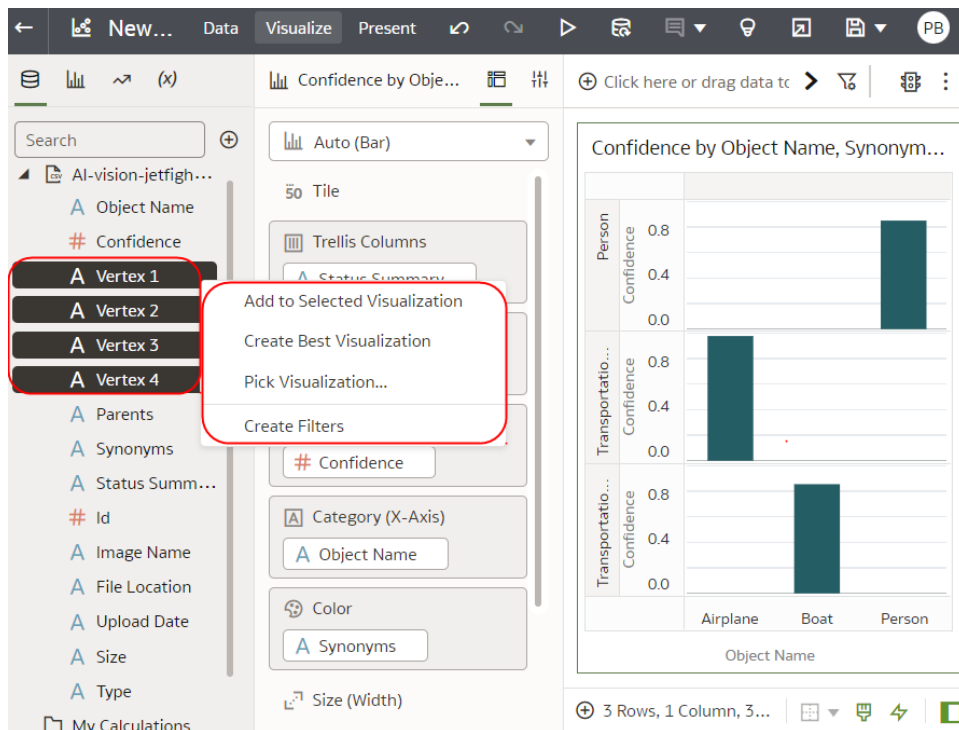 New...
Data
Visualize
Present
PB
(x)
Confidence by Obje...
Click here or drag data tc
Search
CSV
AI-vision-jetfigh...
A Object Name
# Confidence
A Vertex 1
A Vertex 2
A Vertex 3
A Vertex 4
A Parents
A Synonyms
A Status Summ...
# Id
A Image Name
A File Location
A Upload Date
A Size
A Type
My Calculations
Add to Selected Visualization
Create Best Visualization
Pick Visualization...
Create Filters
Auto (Bar)
50 Tile
Trellis Columns
A Status Summary
# Confidence
A Category (X-Axis)
A Object Name
Color
A Synonyms
Size (Width)
Confidence by Object Name, Synonym...
Person
Confidence
0.8
0.4
0.0
Transportatio...
Confidence
0.8
0.4
0.0
Transportatio...
Confidence
0.8
0.4
0.0
Airplane
Boat
Person
Object Name
3 Rows, 1 Column, 3...